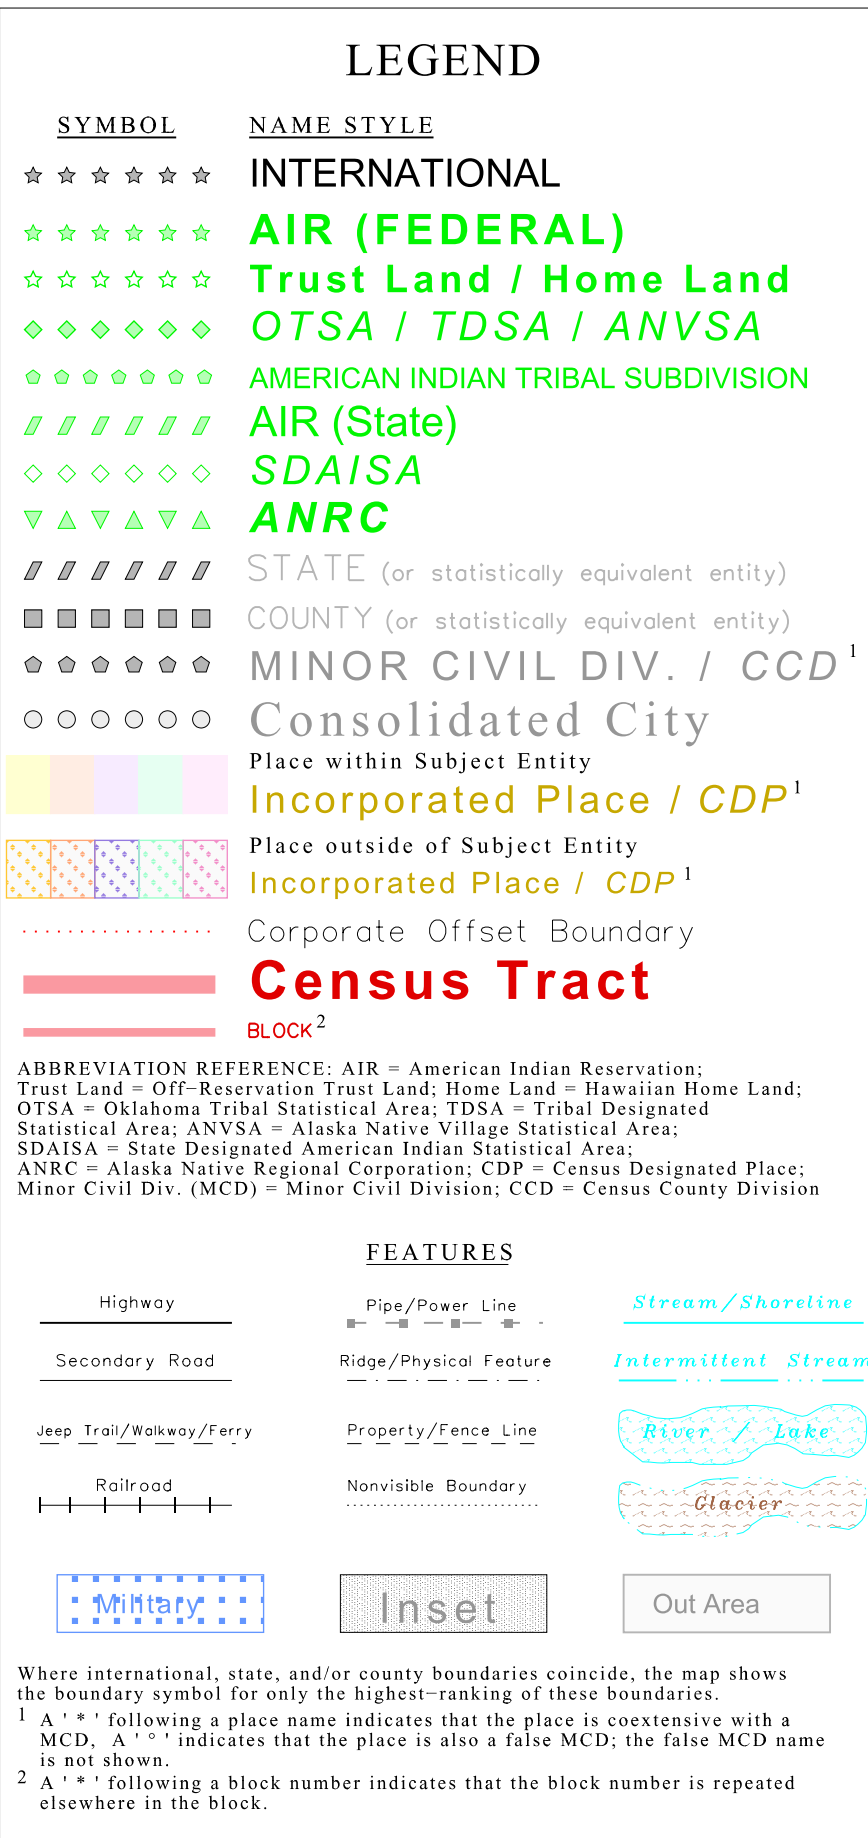 LEGEND
SYMBOL NAME STYLE
INTERNATIONAL
AIR (FEDERAL)
Trust Land / Home Land
OTSA / TDSA / ANVSA
AMERICAN INDIAN TRIBAL SUBDIVISION
AIR (State)
SDAISA
ANRC
STATE (or statistically equivalent entity)
COUNTY (or statistically equivalent entity)
MINOR CIVIL DIV. / CCD 1
Consolidated City
Place within Subject Entity
Incorporated Place / CDP 1
Place outside of Subject Entity
Incorporated Place / CDP 1
Corporate Offset Boundary
Census Tract
BLOCK 2
ABBREVIATION REFERENCE: AIR = American Indian Reservation;
Trust Land = Off−Reservation Trust Land; Home Land = Hawaiian Home Land;
OTSA = Oklahoma Tribal Statistical Area; TDSA = Tribal Designated
Statistical Area; ANVSA = Alaska Native Village Statistical Area;
SDAISA = State Designated American Indian Statistical Area;
ANRC = Alaska Native Regional Corporation; CDP = Census Designated Place;
Minor Civil Div. (MCD) = Minor Civil Division; CCD = Census County Division
FEATURES
Highway Pipe/Power Line Stream/Shoreline
Secondary Road Ridge/Physical Feature Intermittent Stream
Jeep Trail/Walkway/Ferry Property/Fence Line River / Lake
Railroad Nonvisible Boundary Glacier
Military Inset Out Area
Where international, state, and/or county boundaries coincide, the map shows
the boundary symbol for only the highest−ranking of these boundaries.
1 A ' * ' following a place name indicates that the place is coextensive with a
MCD, A ' ° ' indicates that the place is also a false MCD; the false MCD name
is not shown.
2 A ' * ' following a block number indicates that the block number is repeated
elsewhere in the block.